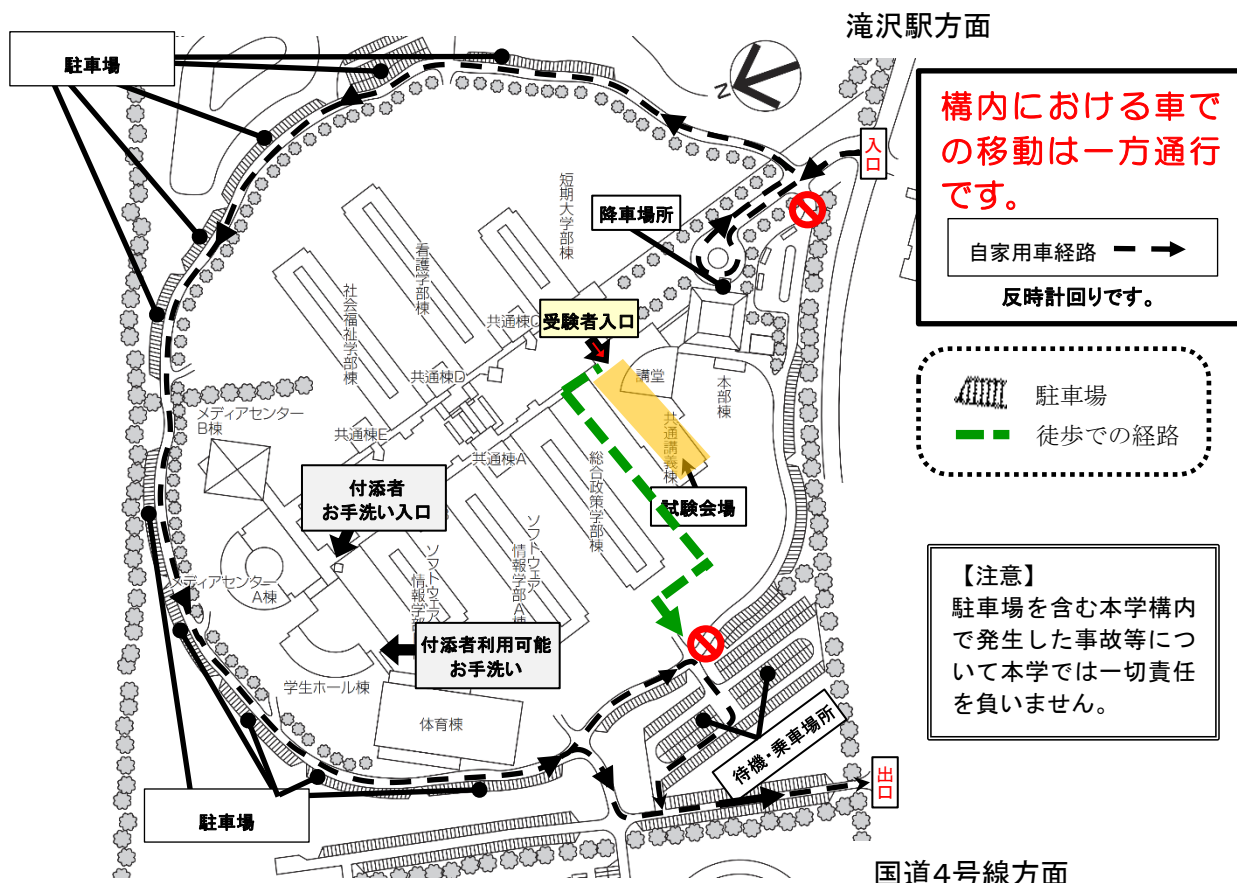 滝沢駅方面
駐車場
N
構内における車で
の移動は一方通行
です。
自家用車経路
反時計回りです。
入口
降車場所
短期大学部棟
看護学部棟
社会福祉学部棟
受験者入口
共通棟C
共通棟D
講堂
本部棟
駐車場
徒歩での経路
メディアセンター
B棟
共通棟E
共通棟A
共通講義棟
総合政策学部棟
試験会場
付添者
お手洗い入口
ソフトウェア
情報学部A棟
ソフトウェア
情報学部
メディアセンター
A棟
【注意】
駐車場を含む本学構内
で発生した事故等につ
いて本学では一切責任
を負いません。
付添者利用可能
お手洗い
学生ホール棟
体育棟
待機・乗車場所
出口
駐車場
国道4号線方面